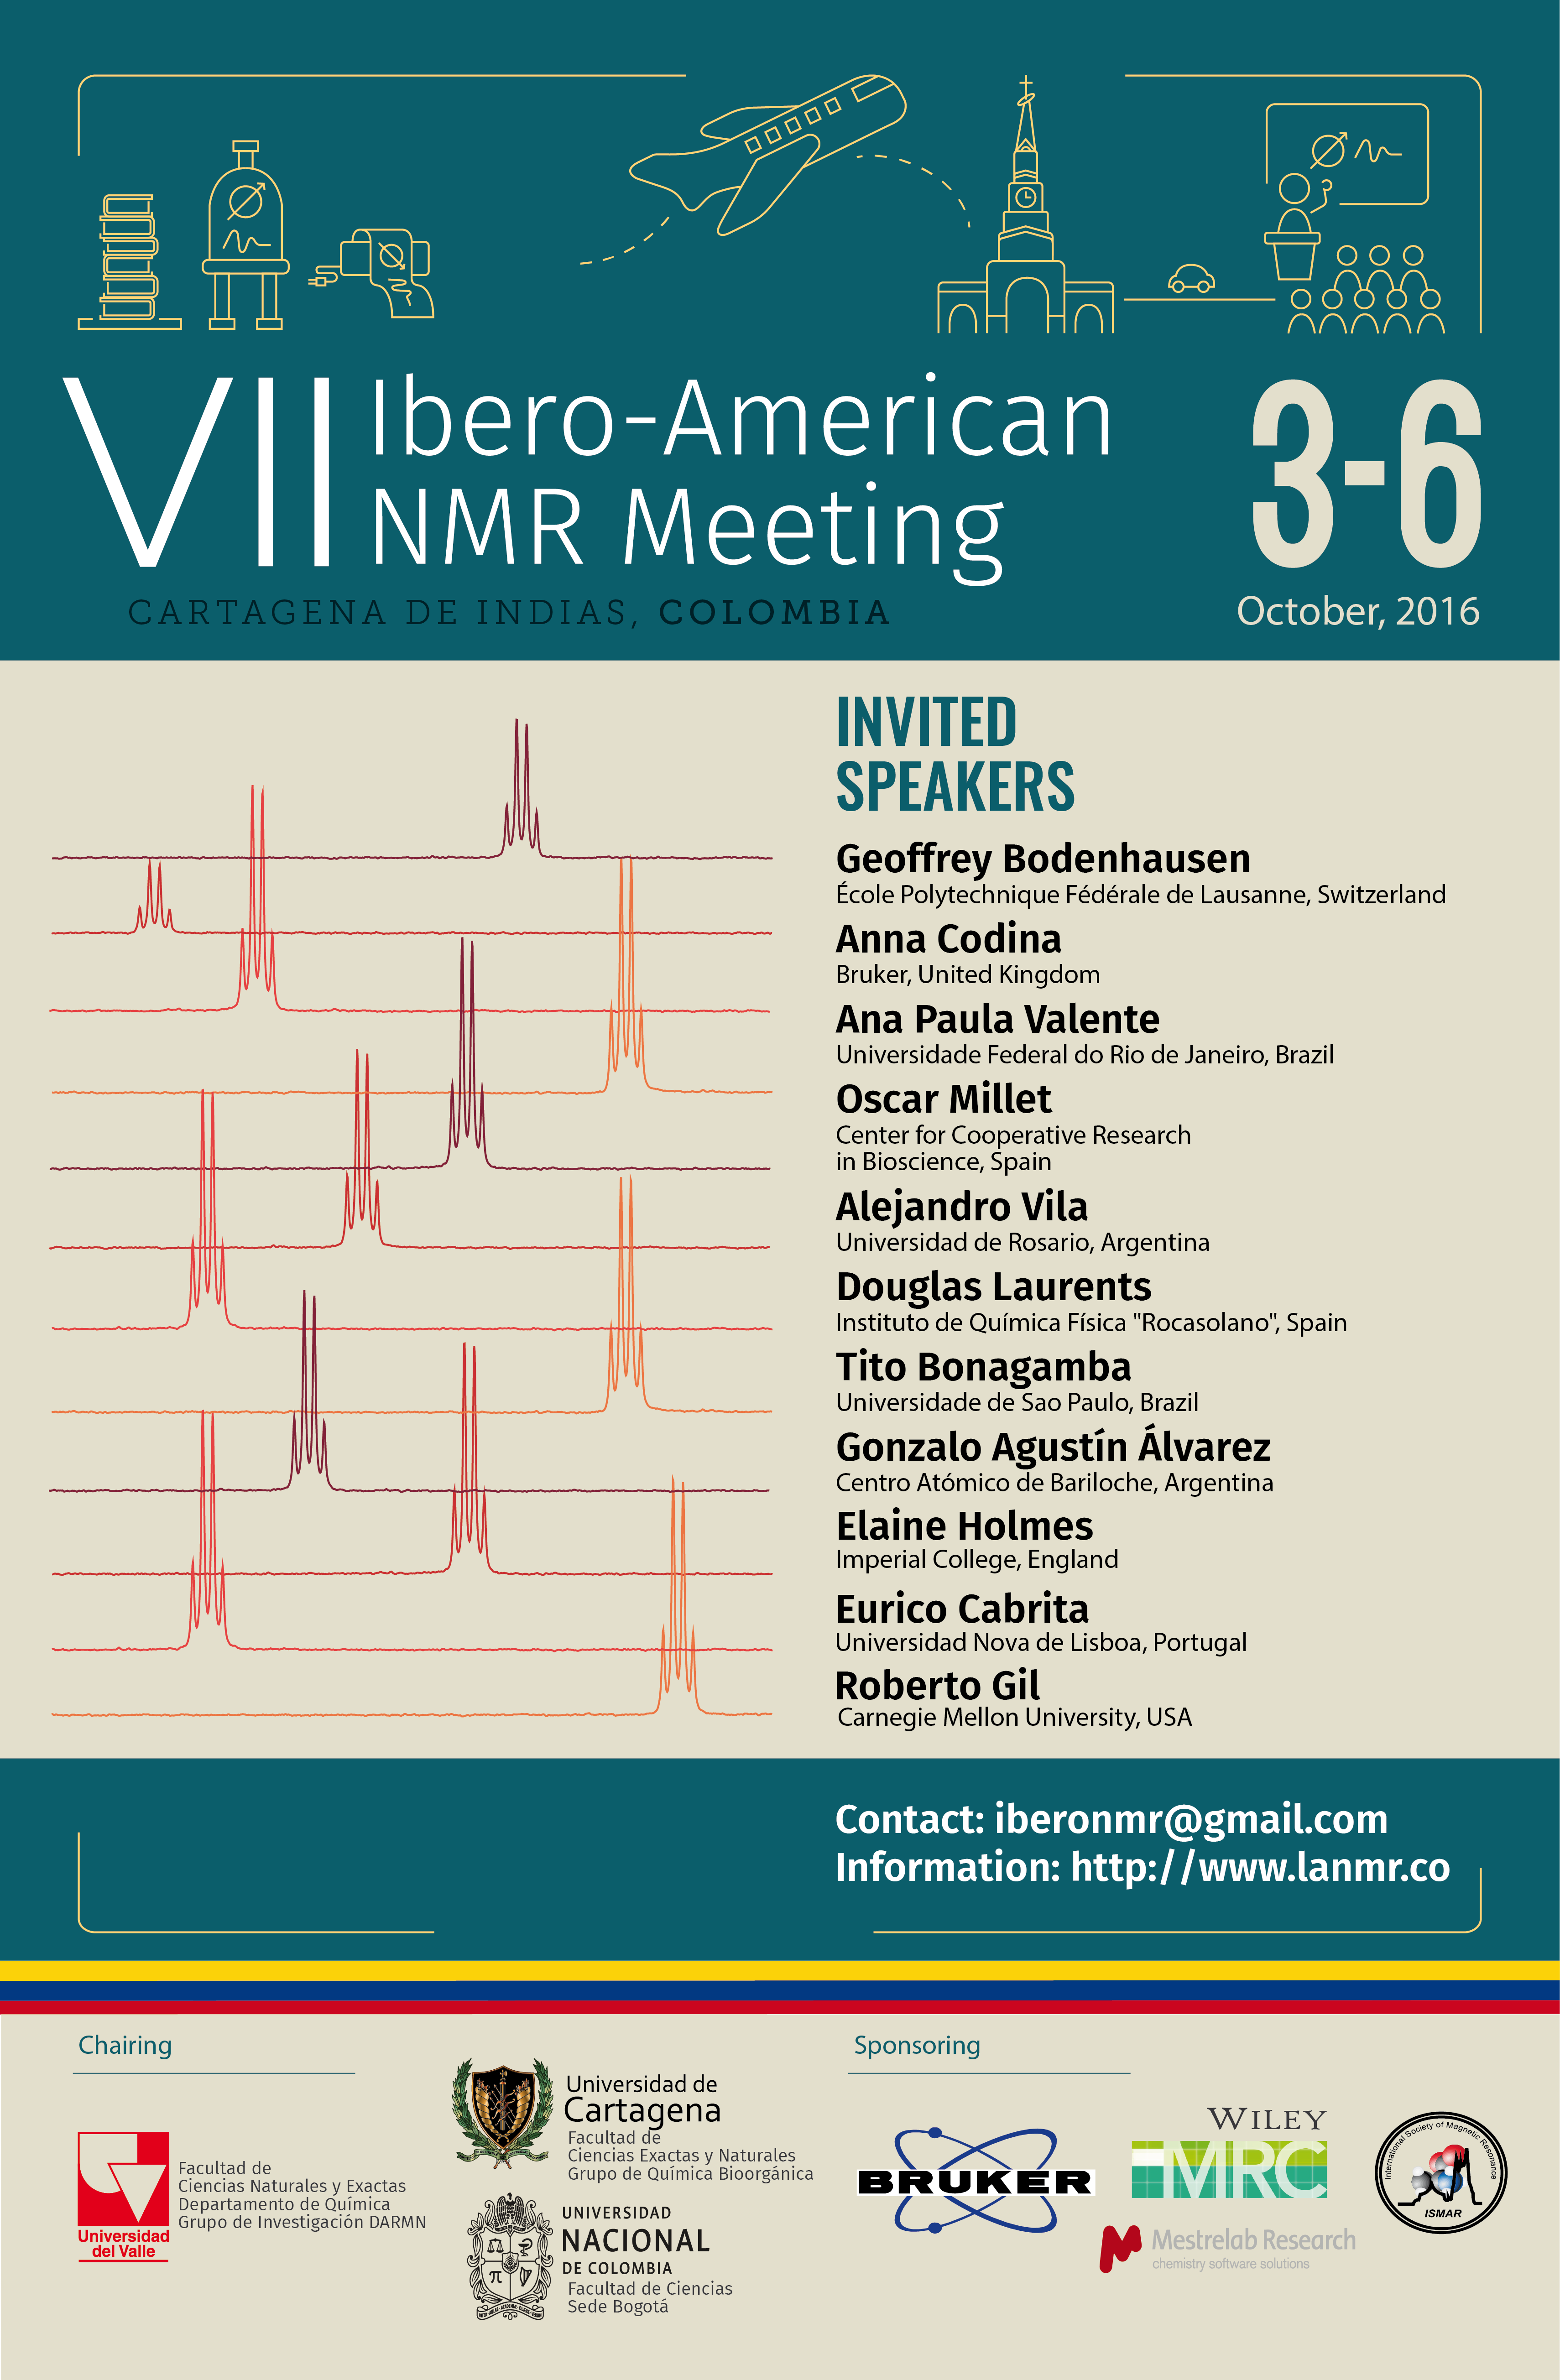 VII Ibero-American
NMR Meeting
CARTAGENA DE INDIAS, COLOMBIA
3-6
October, 2016
INVITED
SPEAKERS
Geoffrey Bodenhausen
École Polytechnique Fédérale de Lausanne, Switzerland
Anna Codina
Bruker, United Kingdom
Ana Paula Valente
Universidade Federal do Rio de Janeiro, Brazil
Oscar Millet
Center for Cooperative Research
in Bioscience, Spain
Alejandro Vila
Universidad de Rosario, Argentina
Douglas Laurents
Instituto de Química Física "Rocasolano", Spain
Tito Bonagamba
Universidade de Sao Paulo, Brazil
Gonzalo Agustín Álvarez
Centro Atómico de Bariloche, Argentina
Elaine Holmes
Imperial College, England
Eurico Cabrita
Universidad Nova de Lisboa, Portugal
Roberto Gil
Carnegie Mellon University, USA
Contact: iberonmr@gmail.com
Information: http://www.lanmr.co
Chairing
Universidad
del Valle
Facultad de
Ciencias Naturales y Exactas
Departamento de Química
Grupo de Investigación DARMN
Universidad de
Cartagena
Facultad de
Ciencias Exactas y Naturales
Grupo de Química Bioorgánica
UNIVERSIDAD
NACIONAL
DE COLOMBIA
Facultad de Ciencias
Sede Bogotá
π
Sponsoring
BRUKER
WILEY
MRC
Mestrelab Research
chemistry software solutions
International Society of Magnetic Resonance
ISMAR